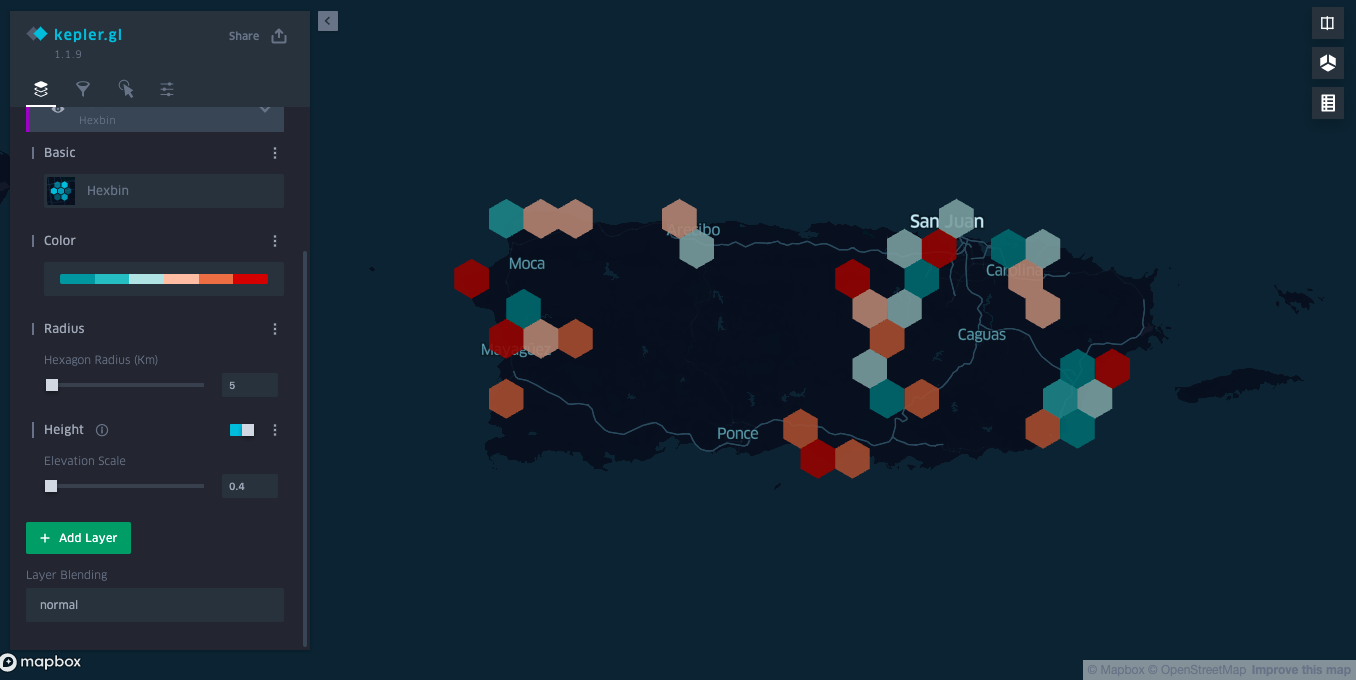 kepler.gl
1.1.9
Share
Hexbin
Basic
Hexbin
Color
Radius
Hexagon Radius (Km)
5
Height
Elevation Scale
0.4
+ Add Layer
Layer Blending
normal
mapbox
San Juan
Arecibo
Moca
Carolina
Mayagüez
Caguas
Ponce
© Mapbox © OpenStreetMap Improve this map